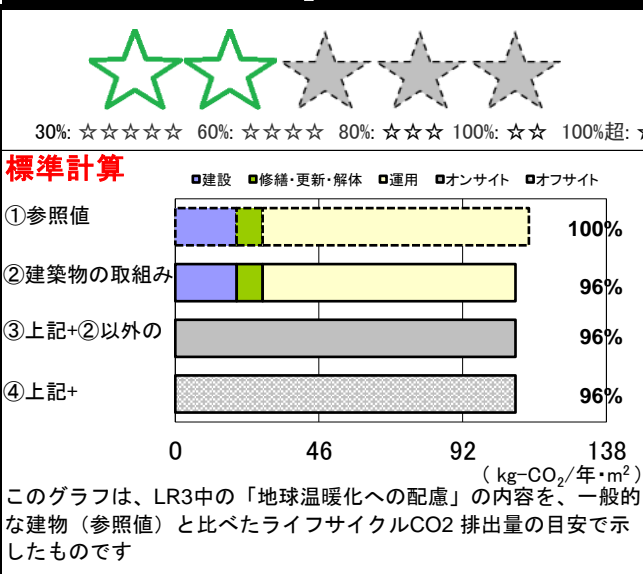 30%: ☆☆☆☆☆ 60%: ☆☆☆☆ 80%: ☆☆☆ 100%: ☆☆ 100%超: ☆
標準計算
建設 修繕・更新・解体 運用 オンサイト オフサイト
①参照値 100%
②建築物の取組み 96%
③上記+②以外の 96%
④上記+ 96%
0 46 92 138
( kg-CO₂/年・m² )
このグラフは、LR3中の「地球温暖化への配慮」の内容を、一般的
な建物（参照値）と比べたライフサイクルCO2 排出量の目安で示
したものです